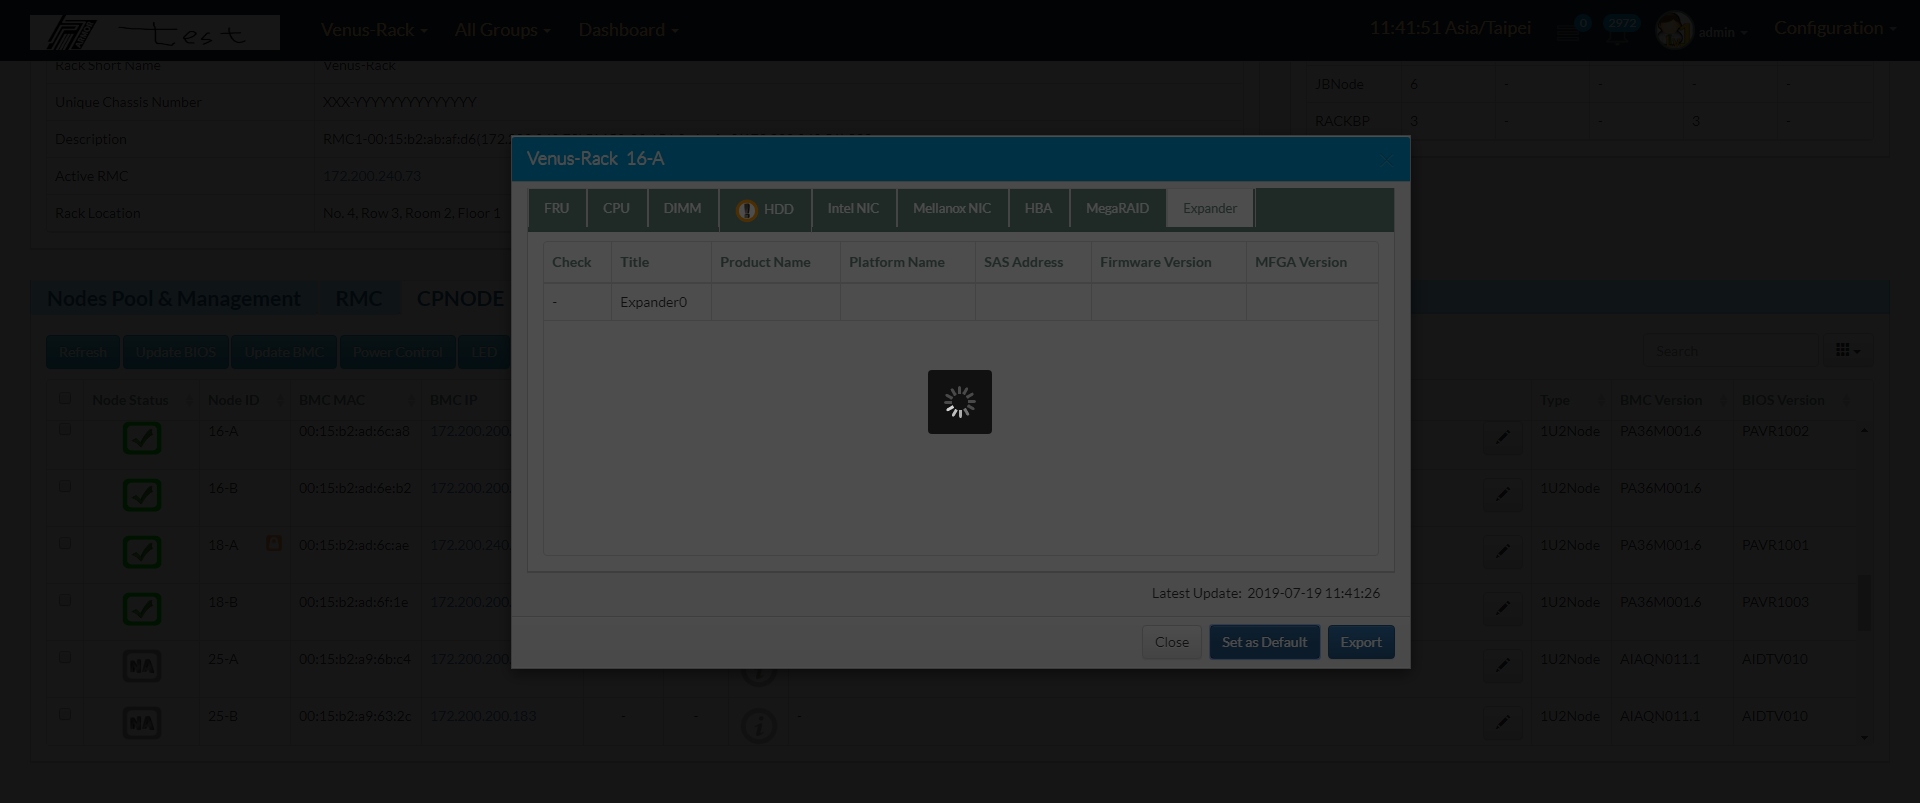 test Venus-Rack All Groups Dashboard 11:41:51 Asia/Taipei 0 2972 admin Configuration
Rack Short Name Venus-Rack
Unique Chassis Number XXX-YYYYYYYYYYYYYY
Description RMC1-00:15:b2:ab:af:d6(172.
Active RMC 172.200.240.73
Rack Location No. 4, Row 3, Room 2, Floor 1
JBNode 6 - - - -
RACKBP 3 - - 3 -
Venus-Rack 16-A
FRU CPU DIMM HDD Intel NIC Mellanox NIC HBA MegaRAID Expander
Check Title Product Name Platform Name SAS Address Firmware Version MFGA Version
- Expander0
Latest Update: 2019-07-19 11:41:26
Close Set as Default Export
Nodes Pool & Management RMC CPNODE
Refresh Update BIOS Update BMC Power Control LED Search
Node Status Node ID BMC MAC BMC IP Type BMC Version BIOS Version
16-A 00:15:b2:ad:6c:a8 172.200.200. 1U2Node PA36M001.6 PAVR1002
16-B 00:15:b2:ad:6e:b2 172.200.200. 1U2Node PA36M001.6
18-A 00:15:b2:ad:6c:ae 172.200.240. 1U2Node PA36M001.6 PAVR1001
18-B 00:15:b2:ad:6f:1e 172.200.200. 1U2Node PA36M001.6 PAVR1003
NA 25-A 00:15:b2:a9:6b:c4 172.200.200. 1U2Node AIAQN011.1 AIDTV010
NA 25-B 00:15:b2:a9:63:2c 172.200.200.183 - - i - 1U2Node AIAQN011.1 AIDTV010